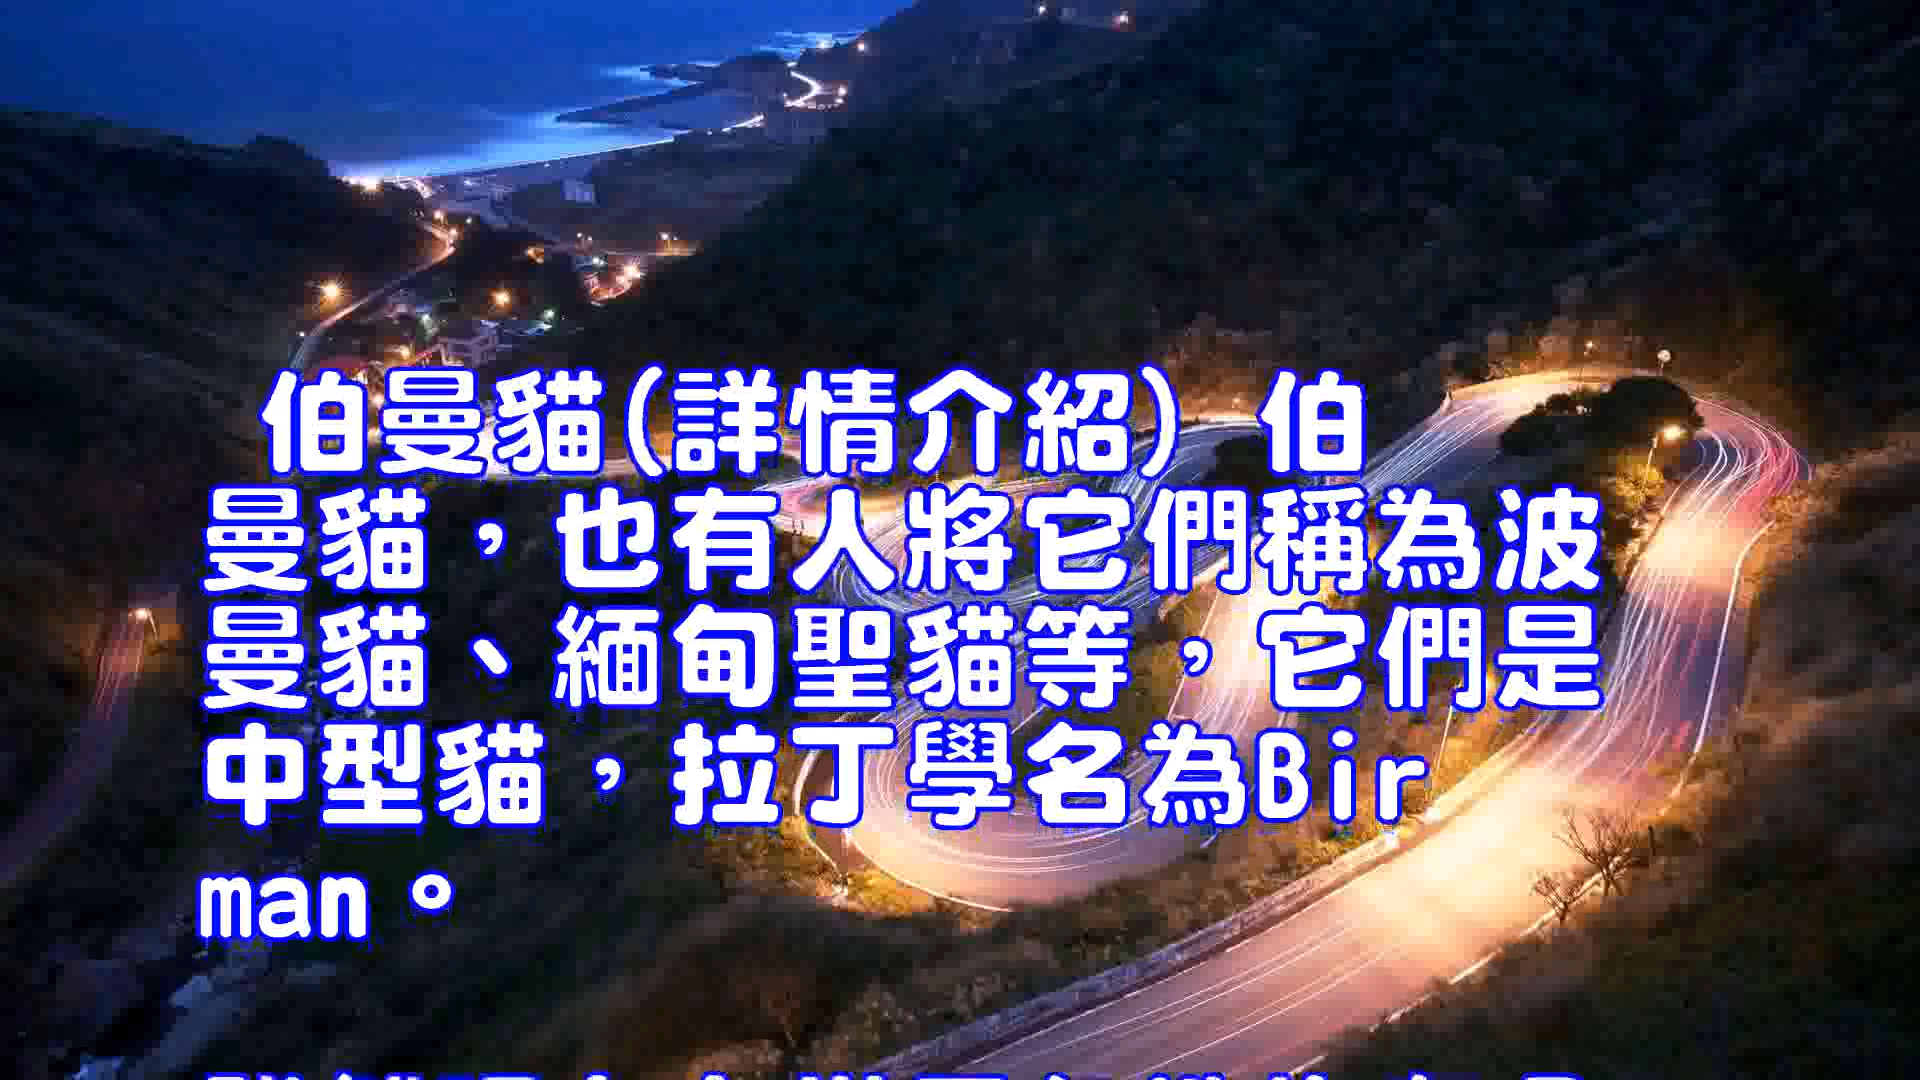 伯曼貓(詳情介紹) 伯
曼貓，也有人將它們稱為波
曼貓、緬甸聖貓等，它們是
中型貓，拉丁學名為Bir
man。